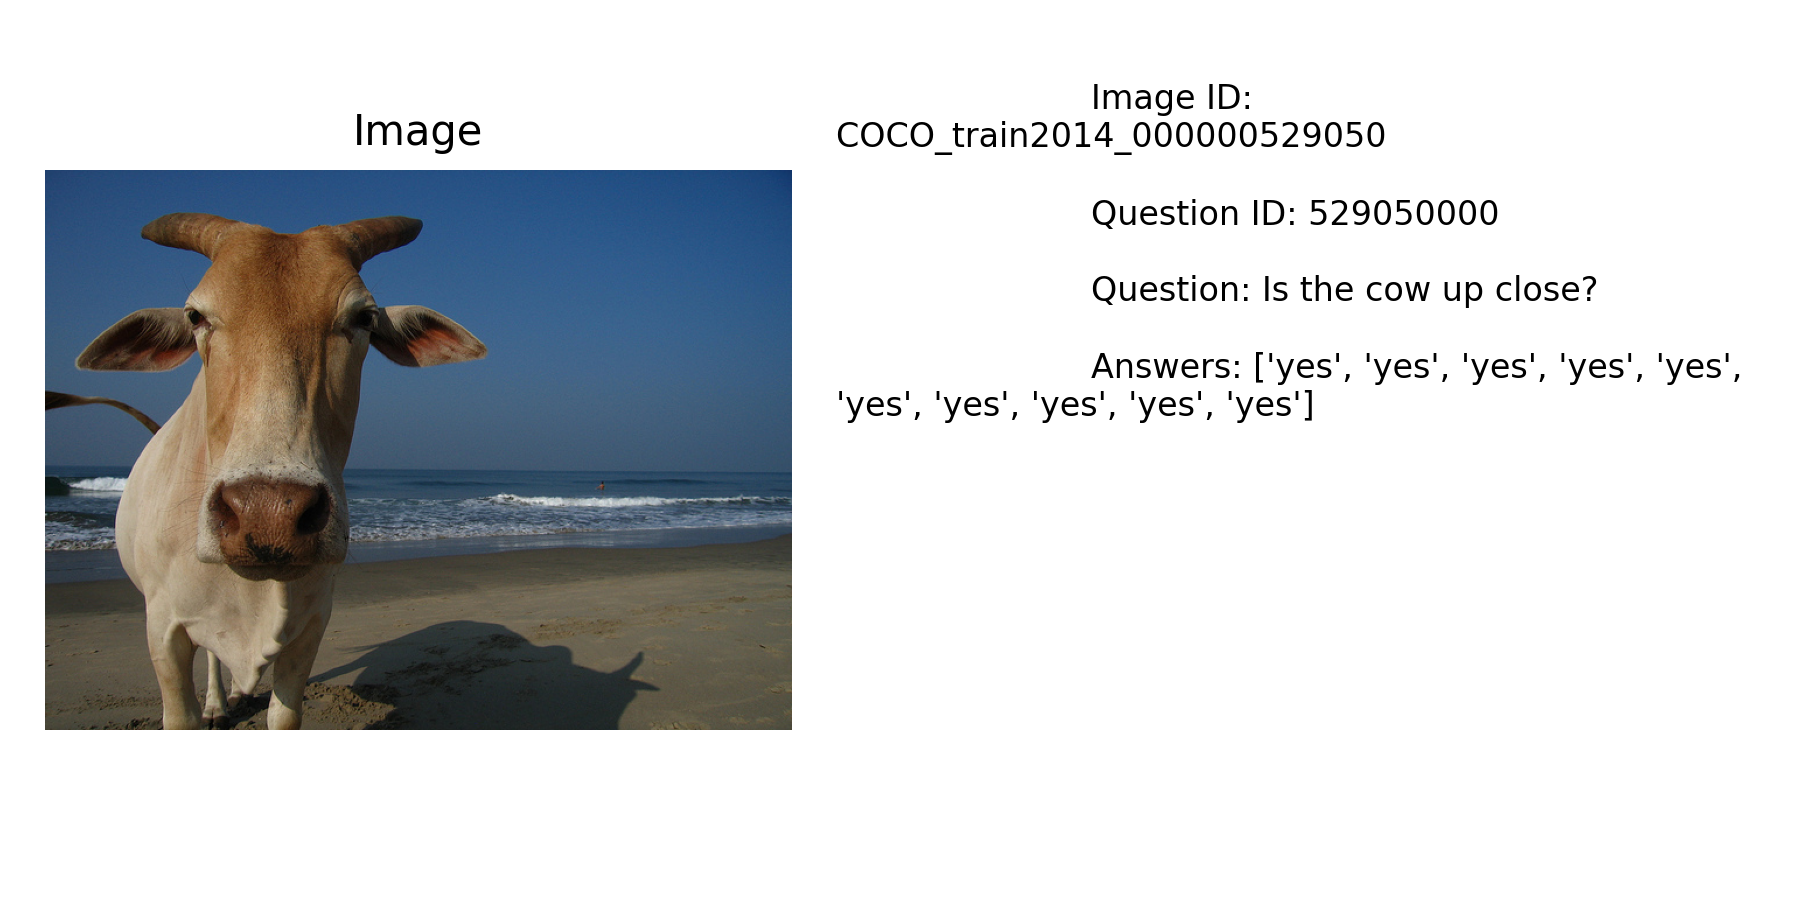 Image
Image ID:
COCO_train2014_000000529050
Question ID: 529050000
Question: Is the cow up close?
Answers: ['yes', 'yes', 'yes', 'yes', 'yes',
'yes', 'yes', 'yes', 'yes', 'yes']